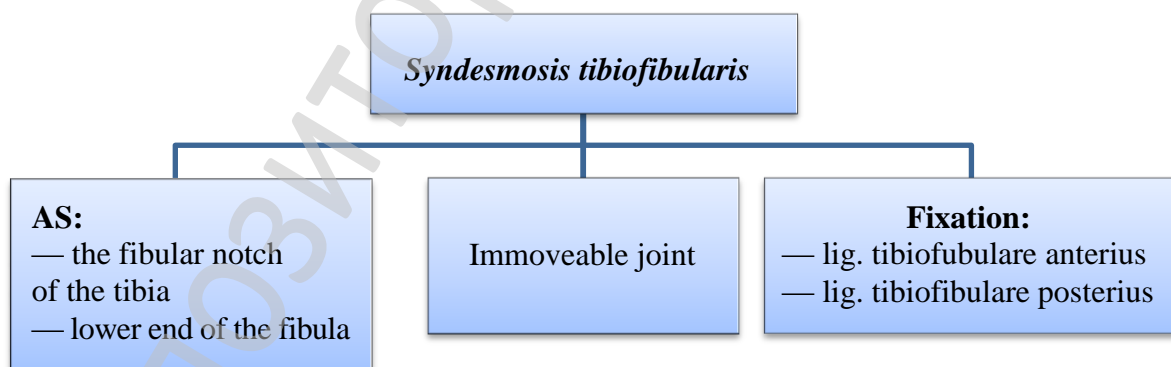 Syndesmosis tibiofibularis
AS:
— the fibular notch
of the tibia
— lower end of the fibula
Immoveable joint
Fixation:
— lig. tibiofubulare anterius
— lig. tibiofibulare posterius